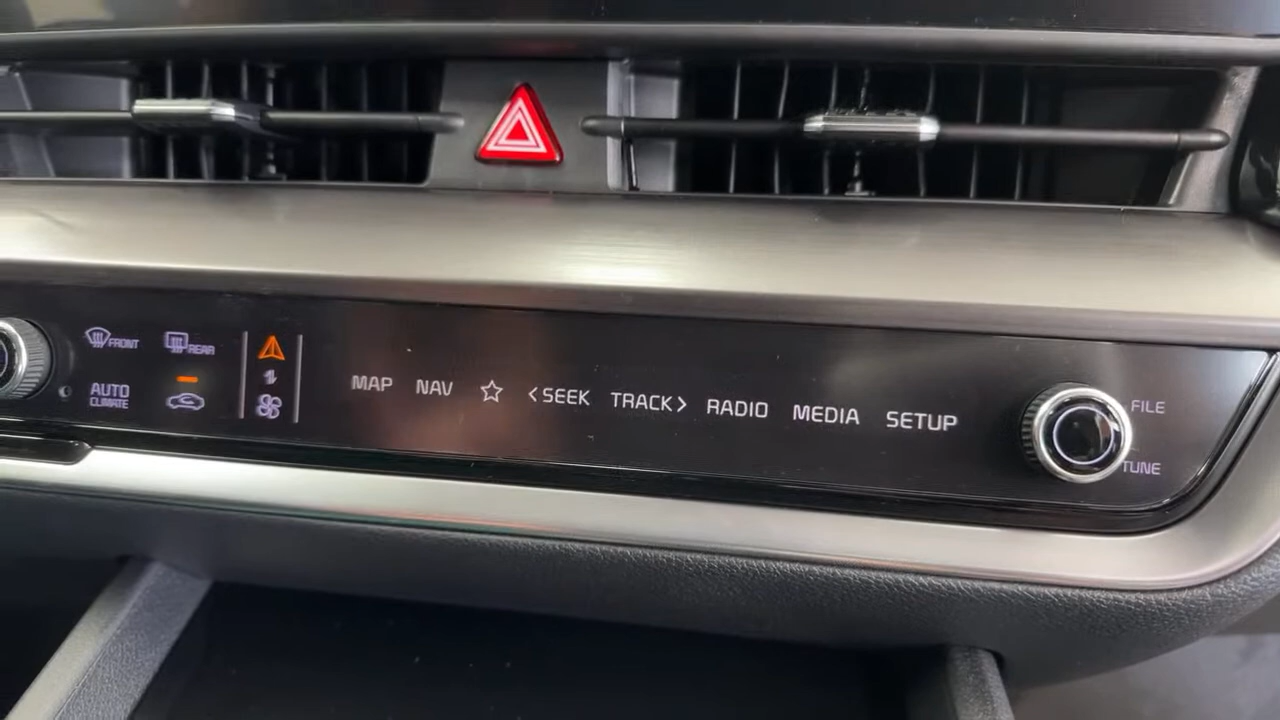 FRONT
REAR
AUTO
CLIMATE
MAP NAV <SEEK TRACK> RADIO MEDIA SETUP
FILE
TUNE